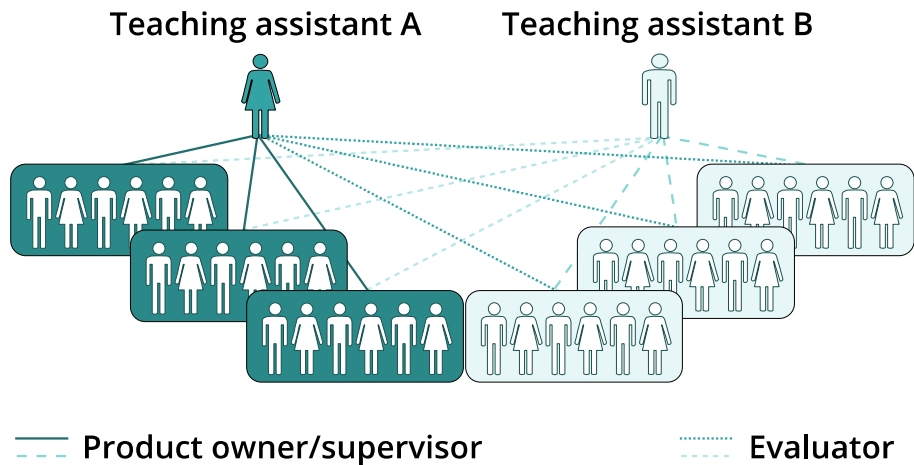 Teaching assistant A
Teaching assistant B
Product owner/supervisor
Evaluator